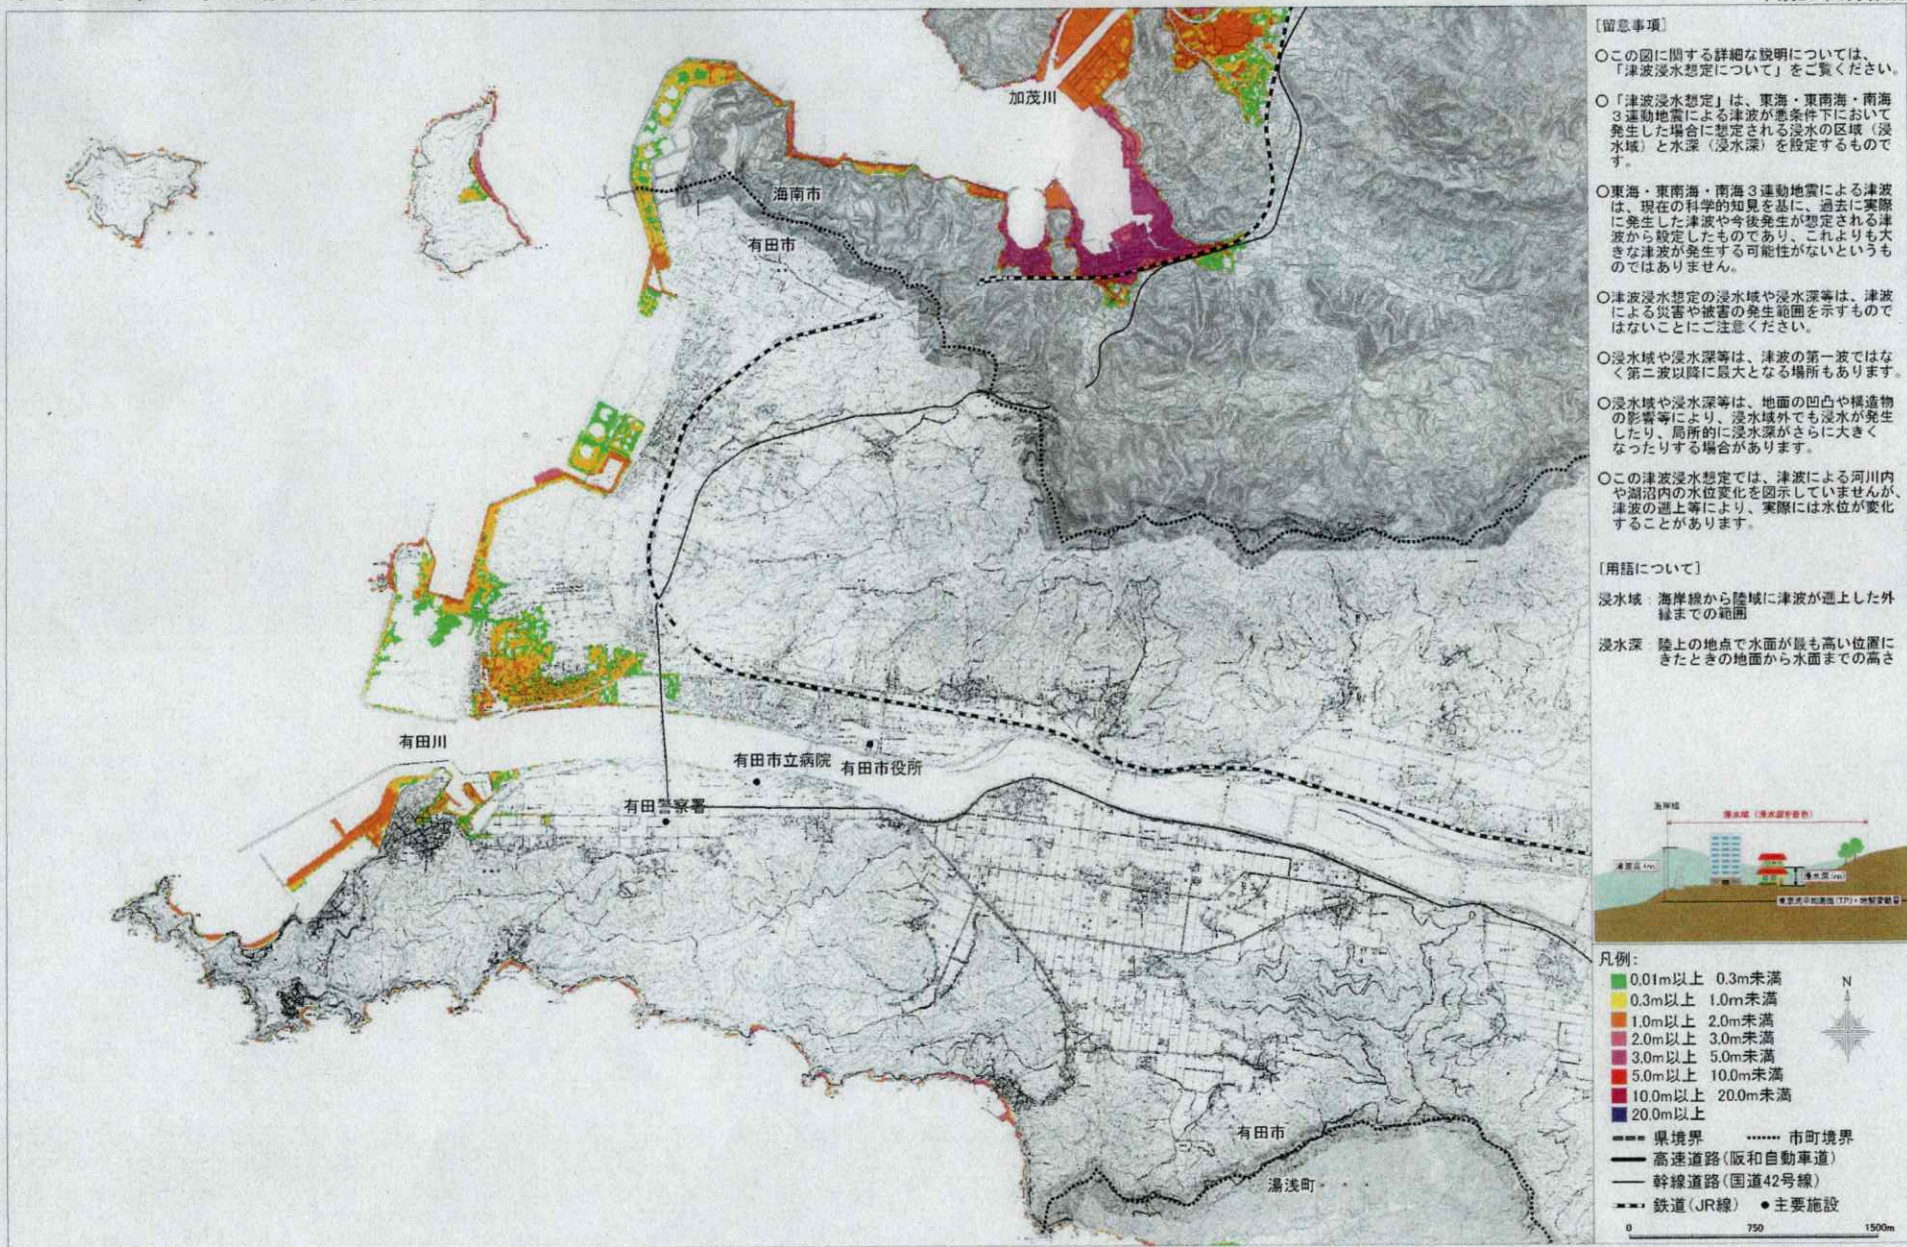 加茂川
海南市
有田市
有田川
有田市立病院
有田市役所
有田警察署
有田市
湯浅町
[留意事項]
○この図に関する詳細な説明については、
「津波浸水想定について」をご覧ください。
○「津波浸水想定」は、東海・東南海・南海
３連動地震による津波が悪条件下において
発生した場合に想定される浸水の区域（浸
水域）と水深（浸水深）を設定するもので
す。
○東海・東南海・南海３連動地震による津波
は、現在の科学的知見を基に、過去に実際
に発生した津波や今後発生が想定される津
波から設定したものであり、これよりも大
きな津波が発生する可能性がないというも
のではありません。
○津波浸水想定の浸水域や浸水深等は、津波
による災害や被害の発生範囲を示すもので
はないことにご注意ください。
○浸水域や浸水深等は、津波の第一波ではな
く第二波以降に最大となる場所もあります。
○浸水域や浸水深等は、地面の凹凸や構造物
の影響等により、浸水域外でも浸水が発生
したり、局所的に浸水深がさらに大きく
なったりする場合があります。
○この津波浸水想定では、津波による河川内
や湖沼内の水位変化を図示していませんが、
津波の遡上等により、実際には水位が変化
することがあります。
[用語について]
浸水域：海岸線から陸域に津波が遡上した外
縁までの範囲
浸水深：陸上の地点で水面が最も高い位置に
きたときの地面から水面までの高さ
海岸線
浸水域（浸水深を着色）
浸水深(m)
凡例：
0.01m以上 0.3m未満
0.3m以上 1.0m未満
1.0m以上 2.0m未満
2.0m以上 3.0m未満
3.0m以上 5.0m未満
5.0m以上 10.0m未満
10.0m以上 20.0m未満
20.0m以上
N
県境界 市町境界
高速道路(阪和自動車道)
幹線道路(国道42号線)
鉄道(JR線) ●主要施設
0 750 1500m